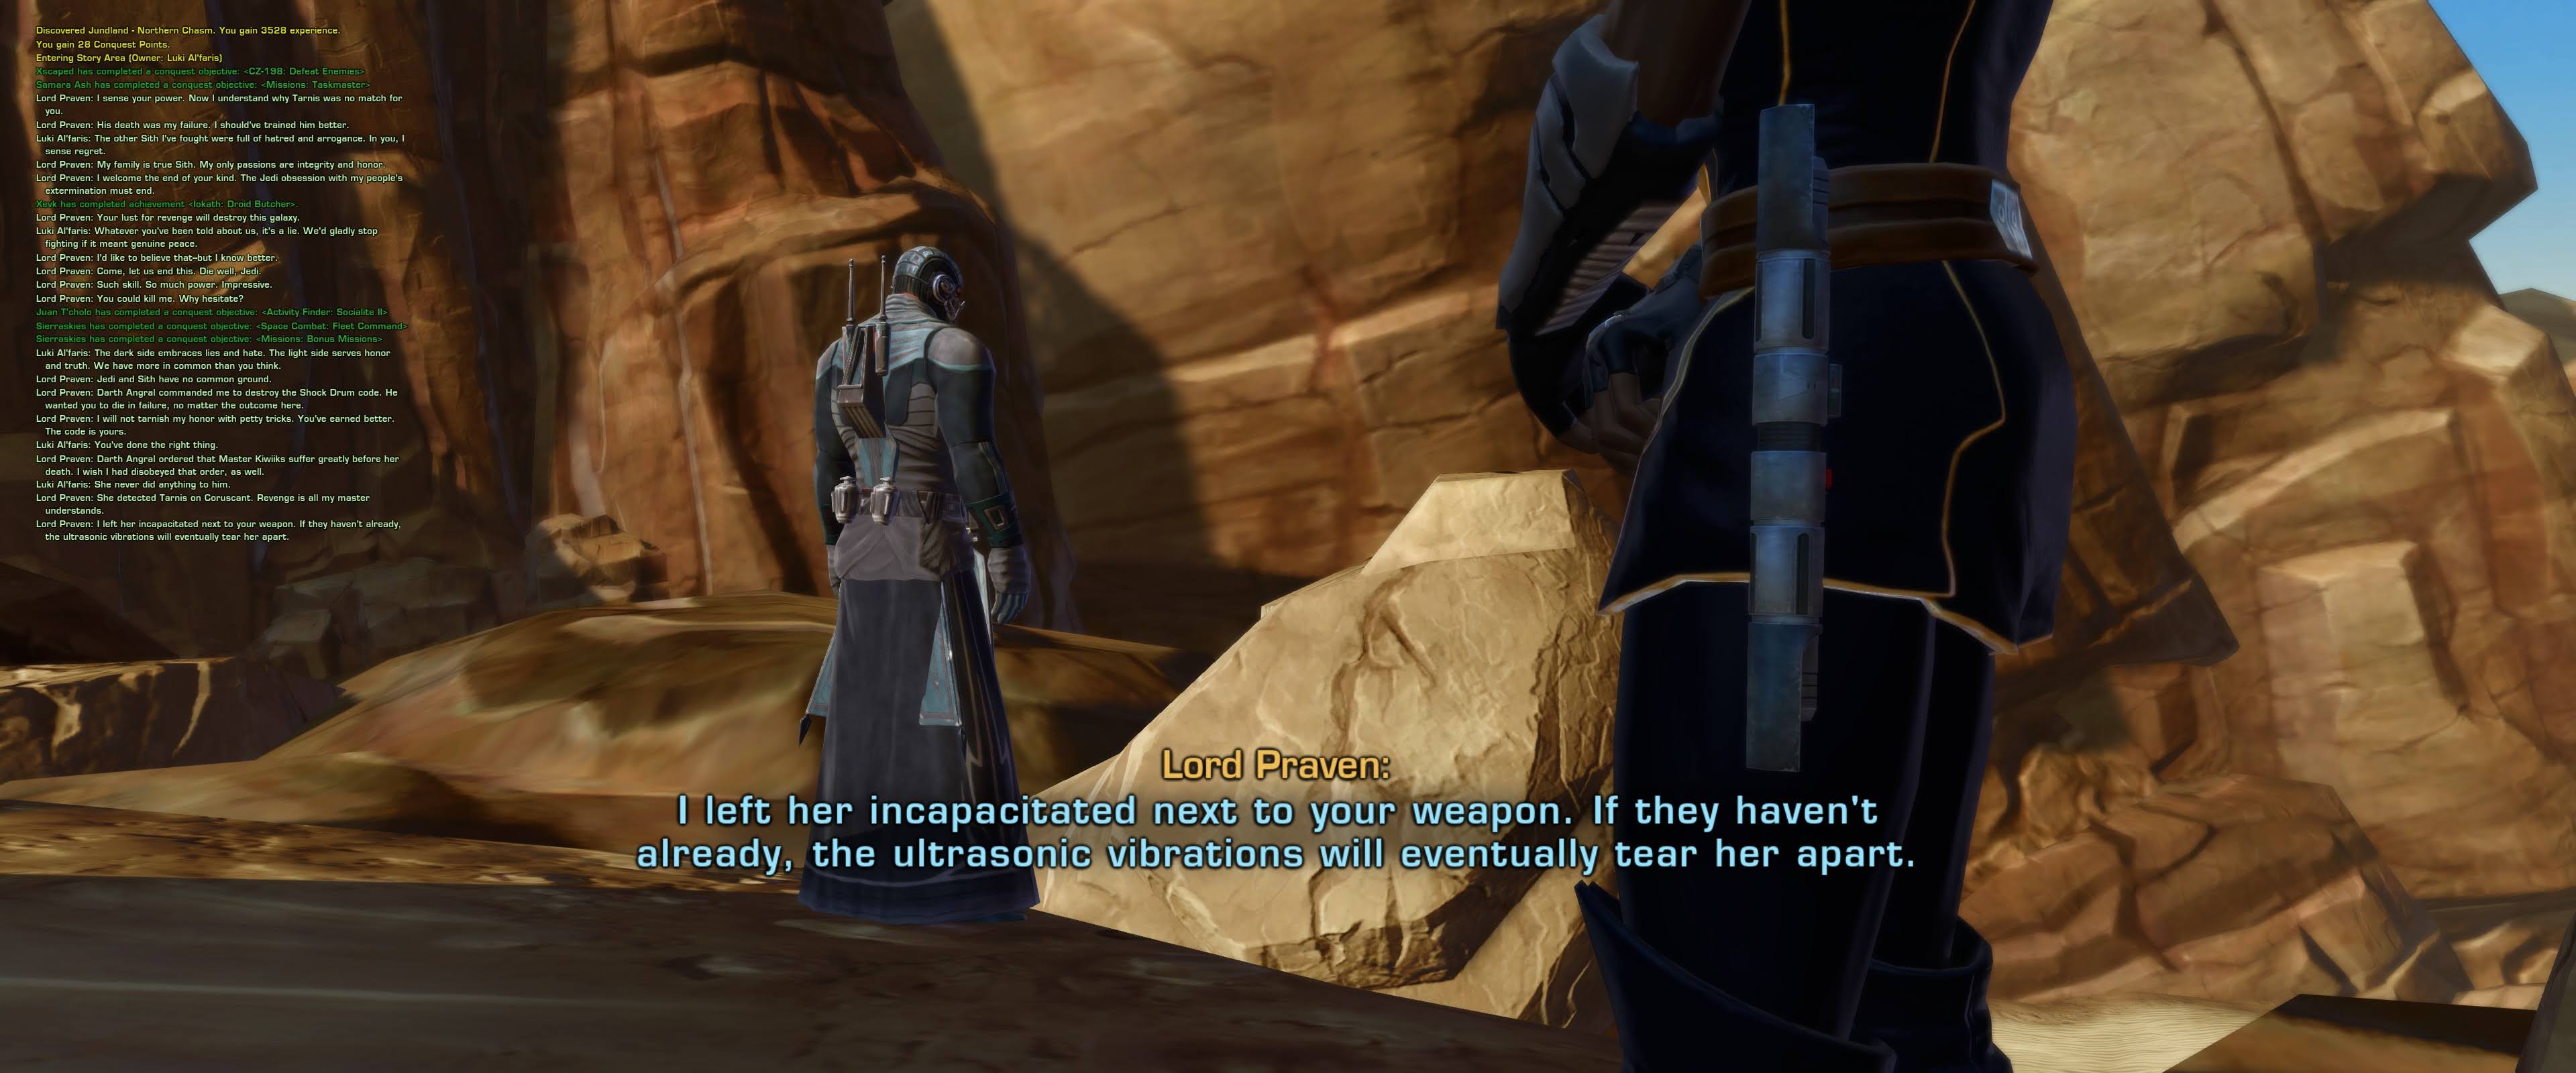 Discovered Jundland - Northern Chasm. You gain 3528 experience.
You gain 28 Conquest Points.
Entering Story Area (Owner: Luki Al'faris)
Xscaped has completed a conquest objective: <CZ-198: Defeat Enemies>
Samara Ash has completed a conquest objective: <Missions: Taskmaster>
Lord Praven: I sense your power. Now I understand why Tarnis was no match for
you.
Lord Praven: His death was my failure. I should've trained him better.
Luki Al'faris: The other Sith I've fought were full of hatred and arrogance. In you, I
sense regret.
Lord Praven: My family is true Sith. My only passions are integrity and honor.
Lord Praven: I welcome the end of your kind. The Jedi obsession with my people's
extermination must end.
Xevk has completed achievement <Iokath: Droid Butcher>.
Lord Praven: Your lust for revenge will destroy this galaxy.
Luki Al'faris: Whatever you've been told about us, it's a lie. We'd gladly stop
fighting if it meant genuine peace.
Lord Praven: I'd like to believe that–but I know better.
Lord Praven: Come, let us end this. Die well, Jedi.
Lord Praven: Such skill. So much power. Impressive.
Lord Praven: You could kill me. Why hesitate?
Juan T'cholo has completed a conquest objective: <Activity Finder: Socialite II>
Sierraskies has completed a conquest objective: <Space Combat: Fleet Command>
Sierraskies has completed a conquest objective: <Missions: Bonus Missions>
Luki Al'faris: The dark side embraces lies and hate. The light side serves honor
and truth. We have more in common than you think.
Lord Praven: Jedi and Sith have no common ground.
Lord Praven: Darth Angral commanded me to destroy the Shock Drum code. He
wanted you to die in failure, no matter the outcome here.
Lord Praven: I will not tarnish my honor with petty tricks. You've earned better.
The code is yours.
Luki Al'faris: You've done the right thing.
Lord Praven: Darth Angral ordered that Master Kiwiiks suffer greatly before her
death. I wish I had disobeyed that order, as well.
Luki Al'faris: She never did anything to him.
Lord Praven: She detected Tarnis on Coruscant. Revenge is all my master
understands.
Lord Praven: I left her incapacitated next to your weapon. If they haven't already,
the ultrasonic vibrations will eventually tear her apart.
Lord Praven:
I left her incapacitated next to your weapon. If they haven't
already, the ultrasonic vibrations will eventually tear her apart.